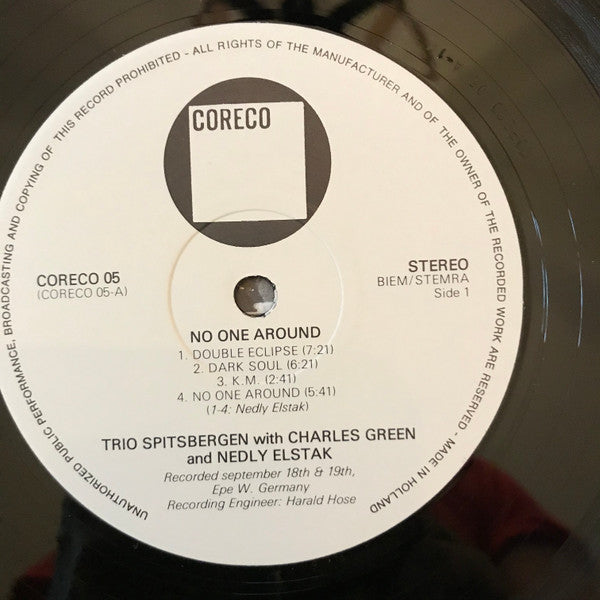 UNAUTHORIZED PUBLIC PERFORMANCE, BROADCASTING AND COPYING OF THIS RECORD PROHIBITED - ALL RIGHTS OF THE MANUFACTURER AND OF THE OWNER OF THE RECORDED WORK ARE RESERVED - MADE IN HOLLAND
CORECO
CORECO 05
(CORECO 05-A)
STEREO
BIEM/STEMRA
Side 1
NO ONE AROUND
1. DOUBLE ECLIPSE (7:21)
2. DARK SOUL (6:21)
3. K.M. (2:41)
4. NO ONE AROUND (5:41)
(1-4: Nedly Elstak)
TRIO SPITSBERGEN with CHARLES GREEN
and NEDLY ELSTAK
Recorded september 18th & 19th,
Epe W. Germany
Recording Engineer: Harald Hose